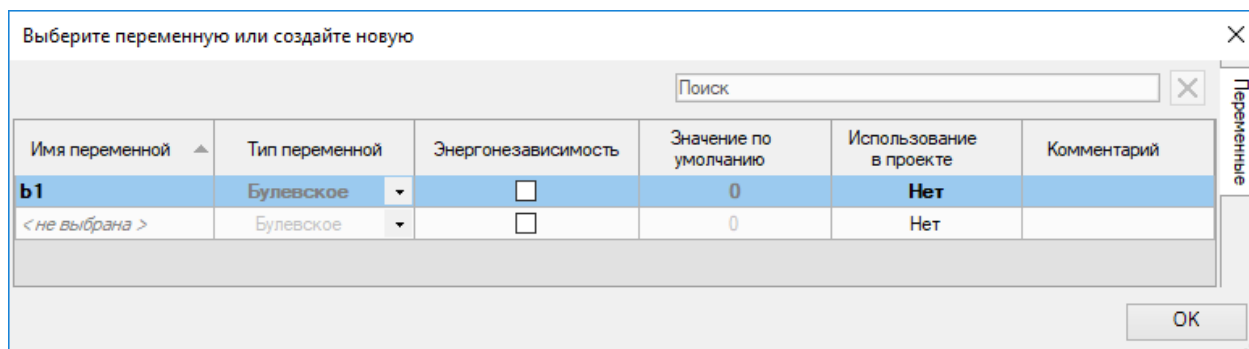 Выберите переменную или создайте новую
Поиск
Переменные
Имя переменной Тип переменной Энергонезависимость Значение по умолчанию Использование в проекте Комментарий
b1 Булевское 0 Нет
< не выбрана > Булевское 0 Нет
OK